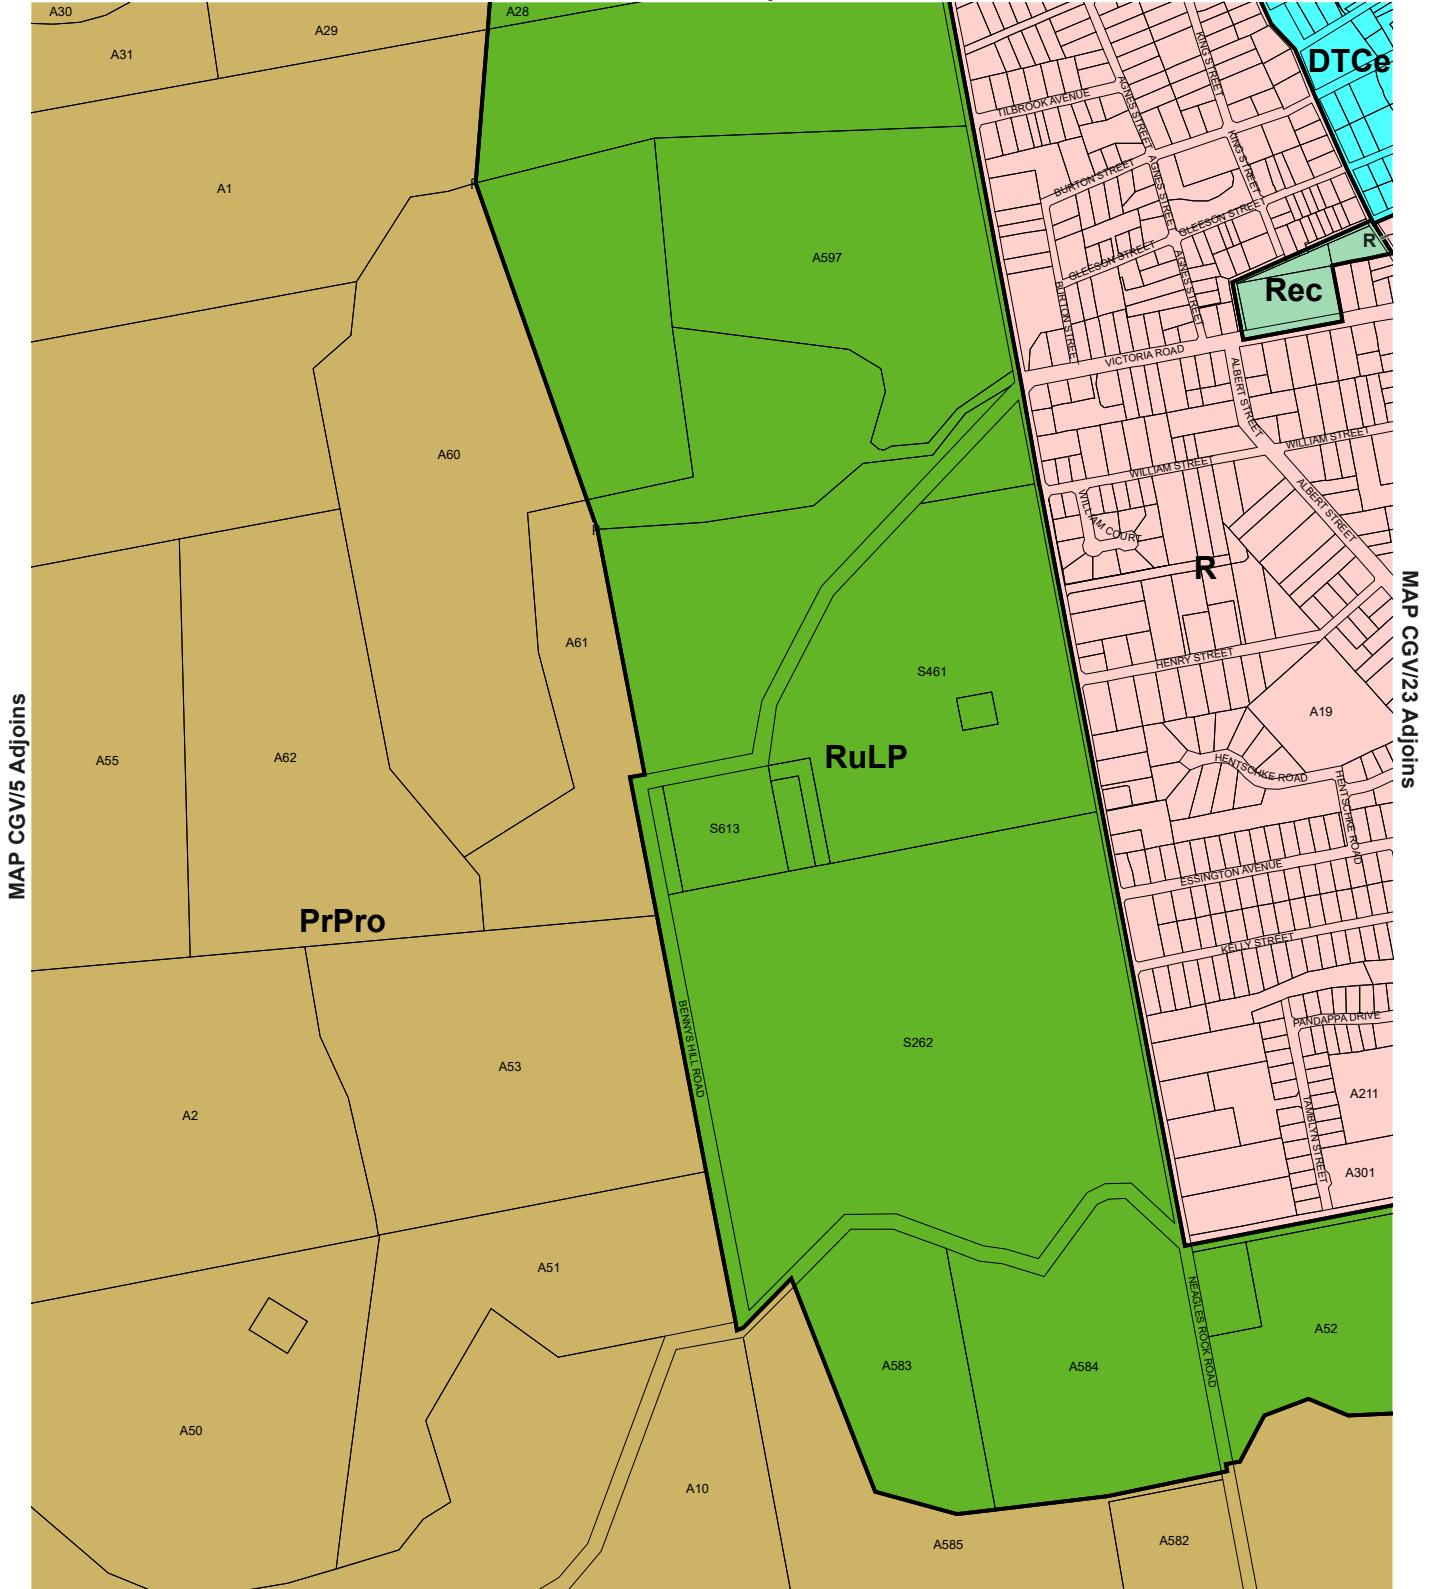 A30
A28
A29
A31
KING STREET
DTCe
AGNES STREET
TILBROOK AVENUE
KING STREET
BURTON STREET
AGNES STREET
A1
GLEESON STREET
R
GLEESON STREET
A597
AGNES STREET
Rec
BURTON STREE
VICTORIA ROAD
ALBERT STREET
A60
WILLIAM STREET
WILLIAM STREET
ALBERT STREET
WILLIAM COURT
R
MAP CGV/23 Adjoins
A61
HENRY STREET
S461
A19
MAP CGV/5 Adjoins
A55
A62
RuLP
HENTSCHKE ROAD
HENTSCHKE ROAD
S613
ESSINGTON AVENUE
PrPro
KELLY STREET
PANDAPPA DRIVE
BENNYS HILL ROAD
S262
A53
A211
A2
TAMBLYN STREET
A301
A51
NEAGLES ROCK ROAD
A52
A583
A584
A50
A10
A585
A582